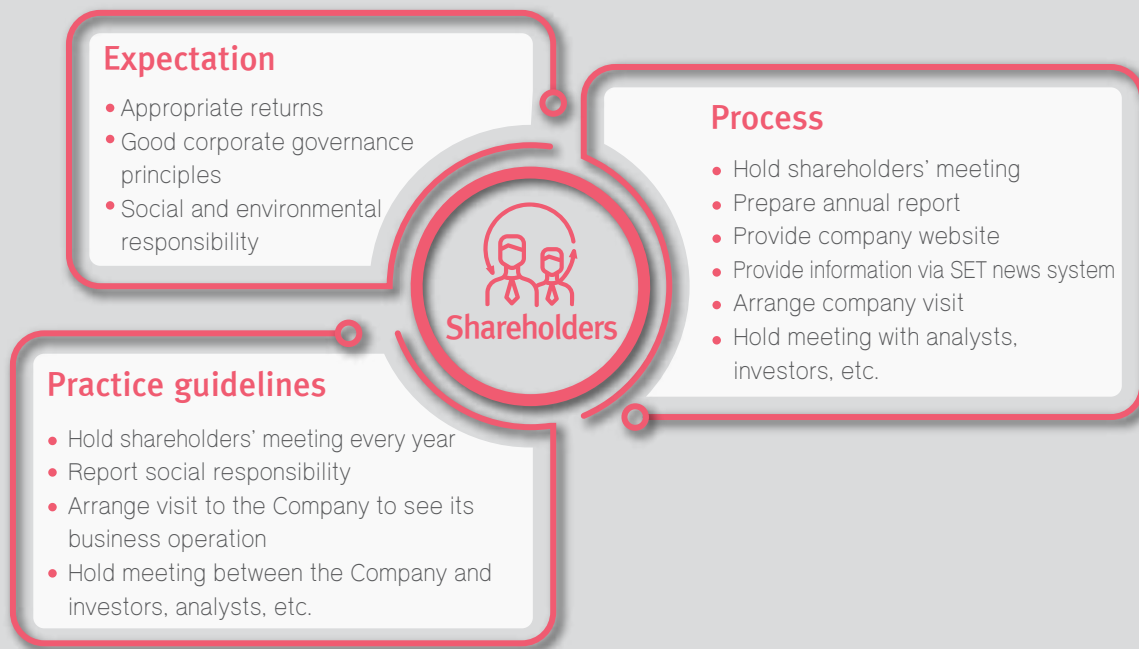 Expectation
• Appropriate returns
• Good corporate governance
principles
• Social and environmental
responsibility
Process
• Hold shareholders' meeting
• Prepare annual report
• Provide company website
• Provide information via SET news system
• Arrange company visit
• Hold meeting with analysts,
investors, etc.
Shareholders
Practice guidelines
• Hold shareholders' meeting every year
• Report social responsibility
• Arrange visit to the Company to see its
business operation
• Hold meeting between the Company and
investors, analysts, etc.